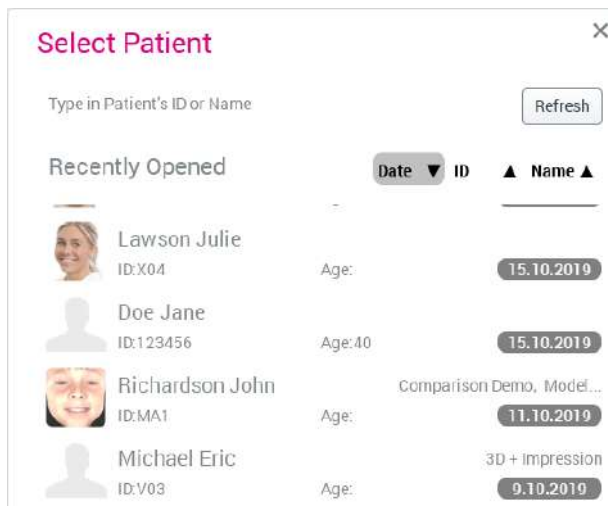 Select Patient
×
Type in Patient's ID or Name
Refresh
Recently Opened
Date ▼ ID ▲ Name ▲
Lawson Julie
ID:X04 Age: 15.10.2019
Doe Jane
ID:123456 Age:40 15.10.2019
Richardson John Comparison Demo, Model...
ID:MA1 Age: 11.10.2019
Michael Eric 3D + Impression
ID:V03 Age: 9.10.2019